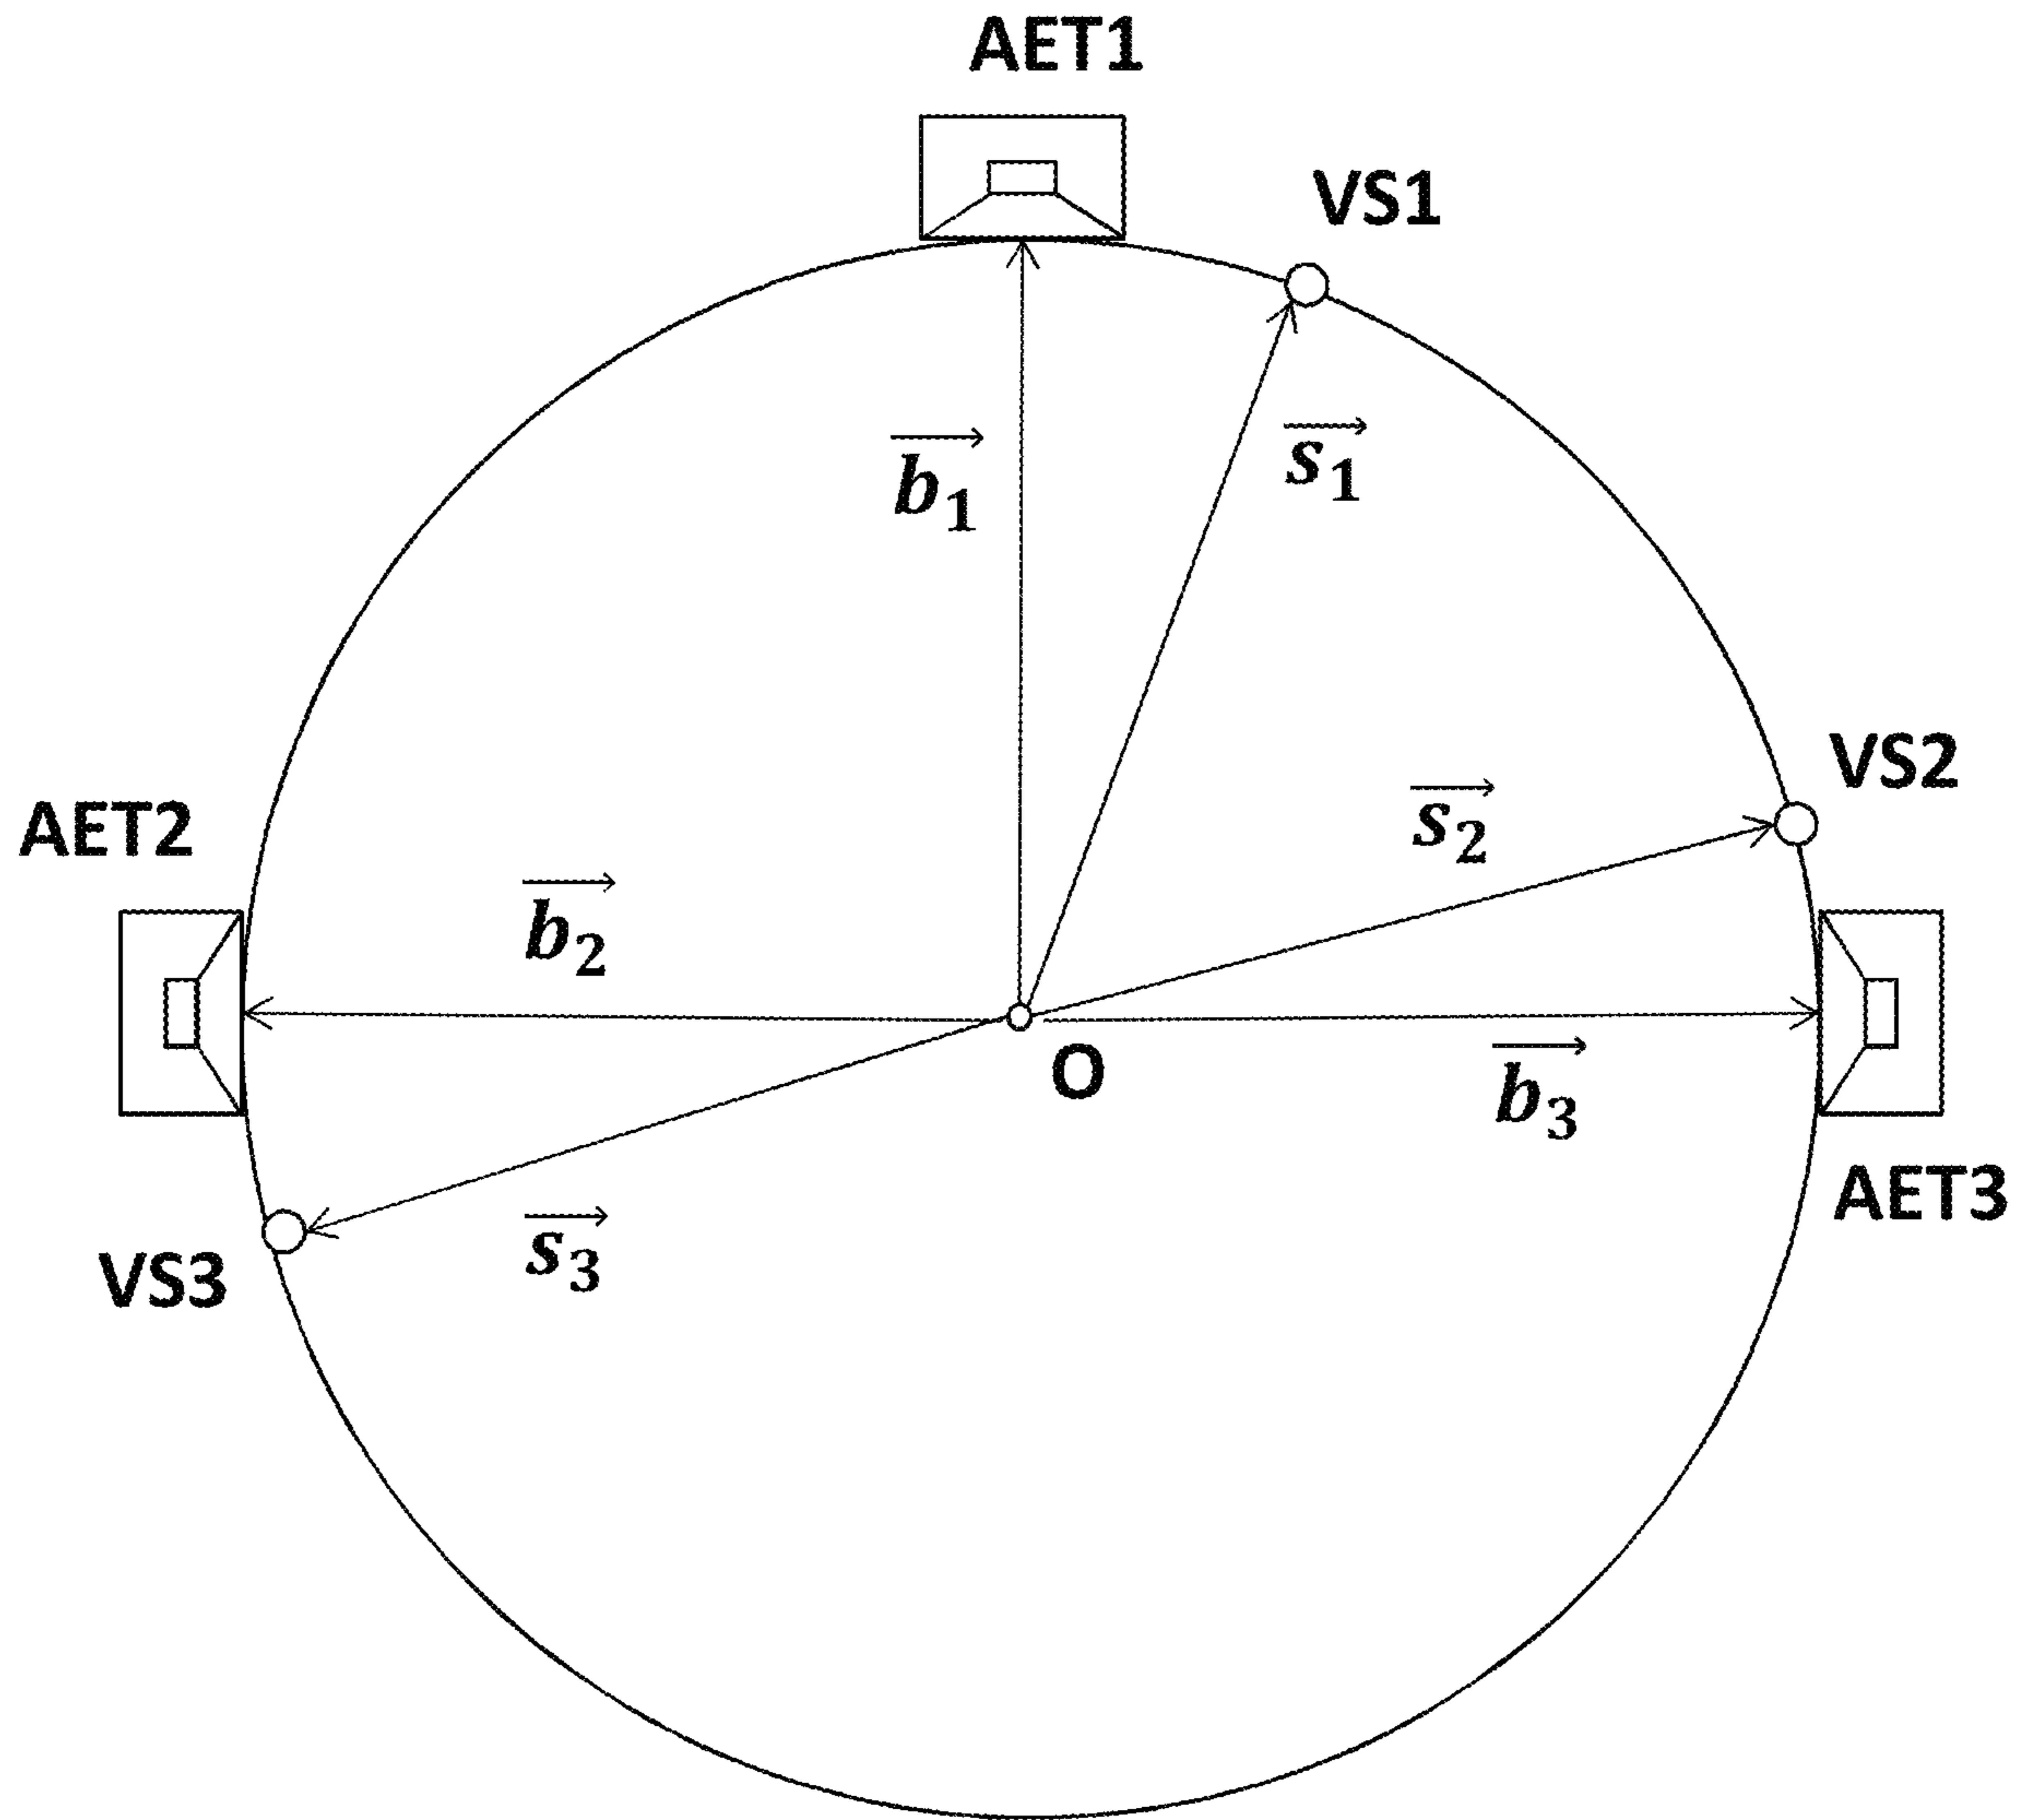 AET1
VS1
b₁
s₁
VS2
s₂
AET2
b₂
O
b₃
AET3
s₃
VS3